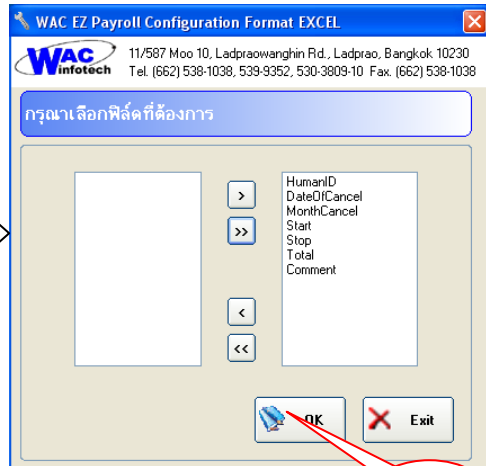 WAC EZ Payroll Configuration Format EXCEL
WAC
infotech
11/587 Moo 10, Ladpraowanghin Rd., Ladprao, Bangkok 10230
Tel. (662) 538-1038, 539-9352, 530-3809-10 Fax. (662) 538-1038
กรุณาเลือกฟิล์ดที่ต้องการ
>
>>
<
<<
HumanID
DateOfCancel
MonthCancel
Start
Stop
Total
Comment
OK
Exit